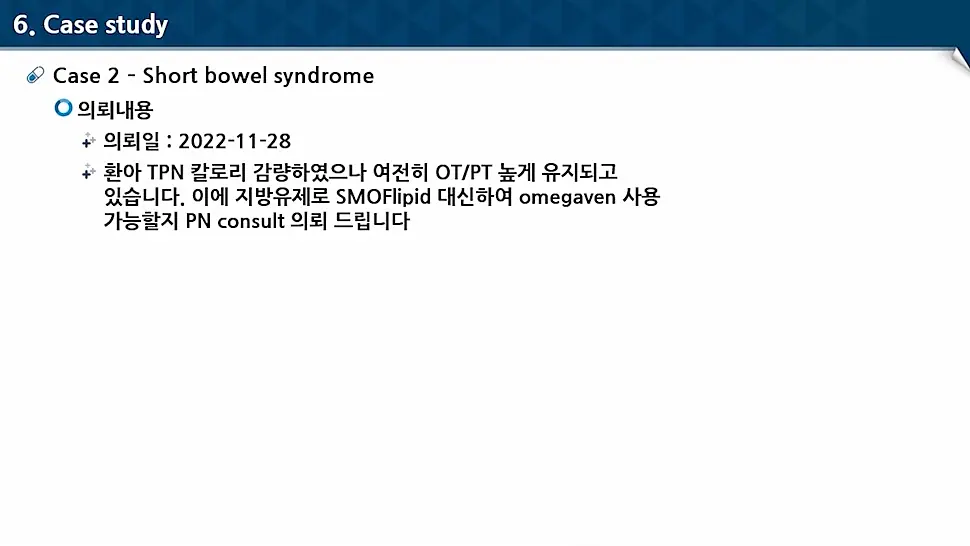 6. Case study
Case 2 - Short bowel syndrome
의뢰내용
의뢰일 : 2022-11-28
환아 TPN 칼로리 감량하였으나 여전히 OT/PT 높게 유지되고
있습니다. 이에 지방유제로 SMOFlipid 대신하여 omegaven 사용
가능할지 PN consult 의뢰 드립니다